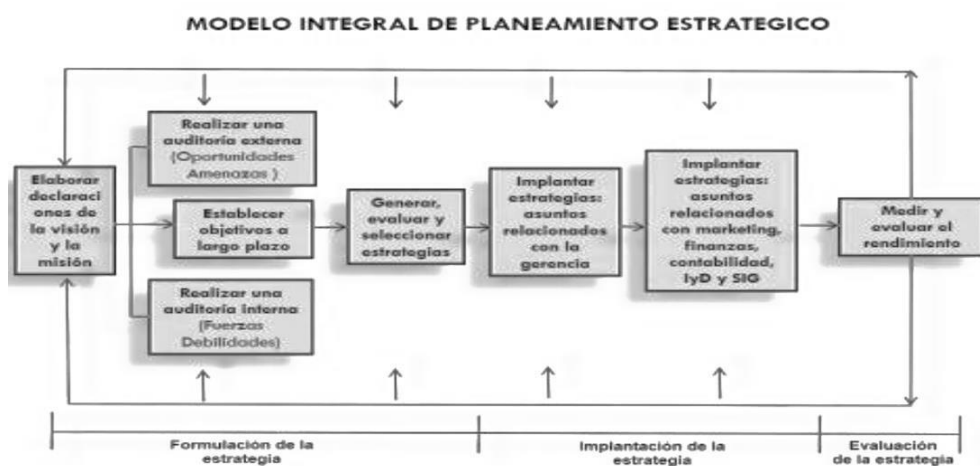 MODELO INTEGRAL DE PLANEAMIENTO ESTRATEGICO
Elaborar
declaraci
ones de
la visión
y la
misión
Realizar una
auditoría externa
(Oportunidades
Amenazas )
Establecer
objetivos a
largo plazo
Realizar una
auditoría interna
(Fuerzas
Debilidades)
Generar,
evaluar y
seleccionar
estrategias
Implantar
estrategias:
asuntos
relacionados
con la
gerencia
Implantar
estrategias:
asuntos
relacionados
con marketing,
finanzas,
contabilidad,
IyD y SIG
Medir y
evaluar el
rendimiento
Formulación de la
estrategia
Implantación de la
estrategia
Evaluación
de la estrategia